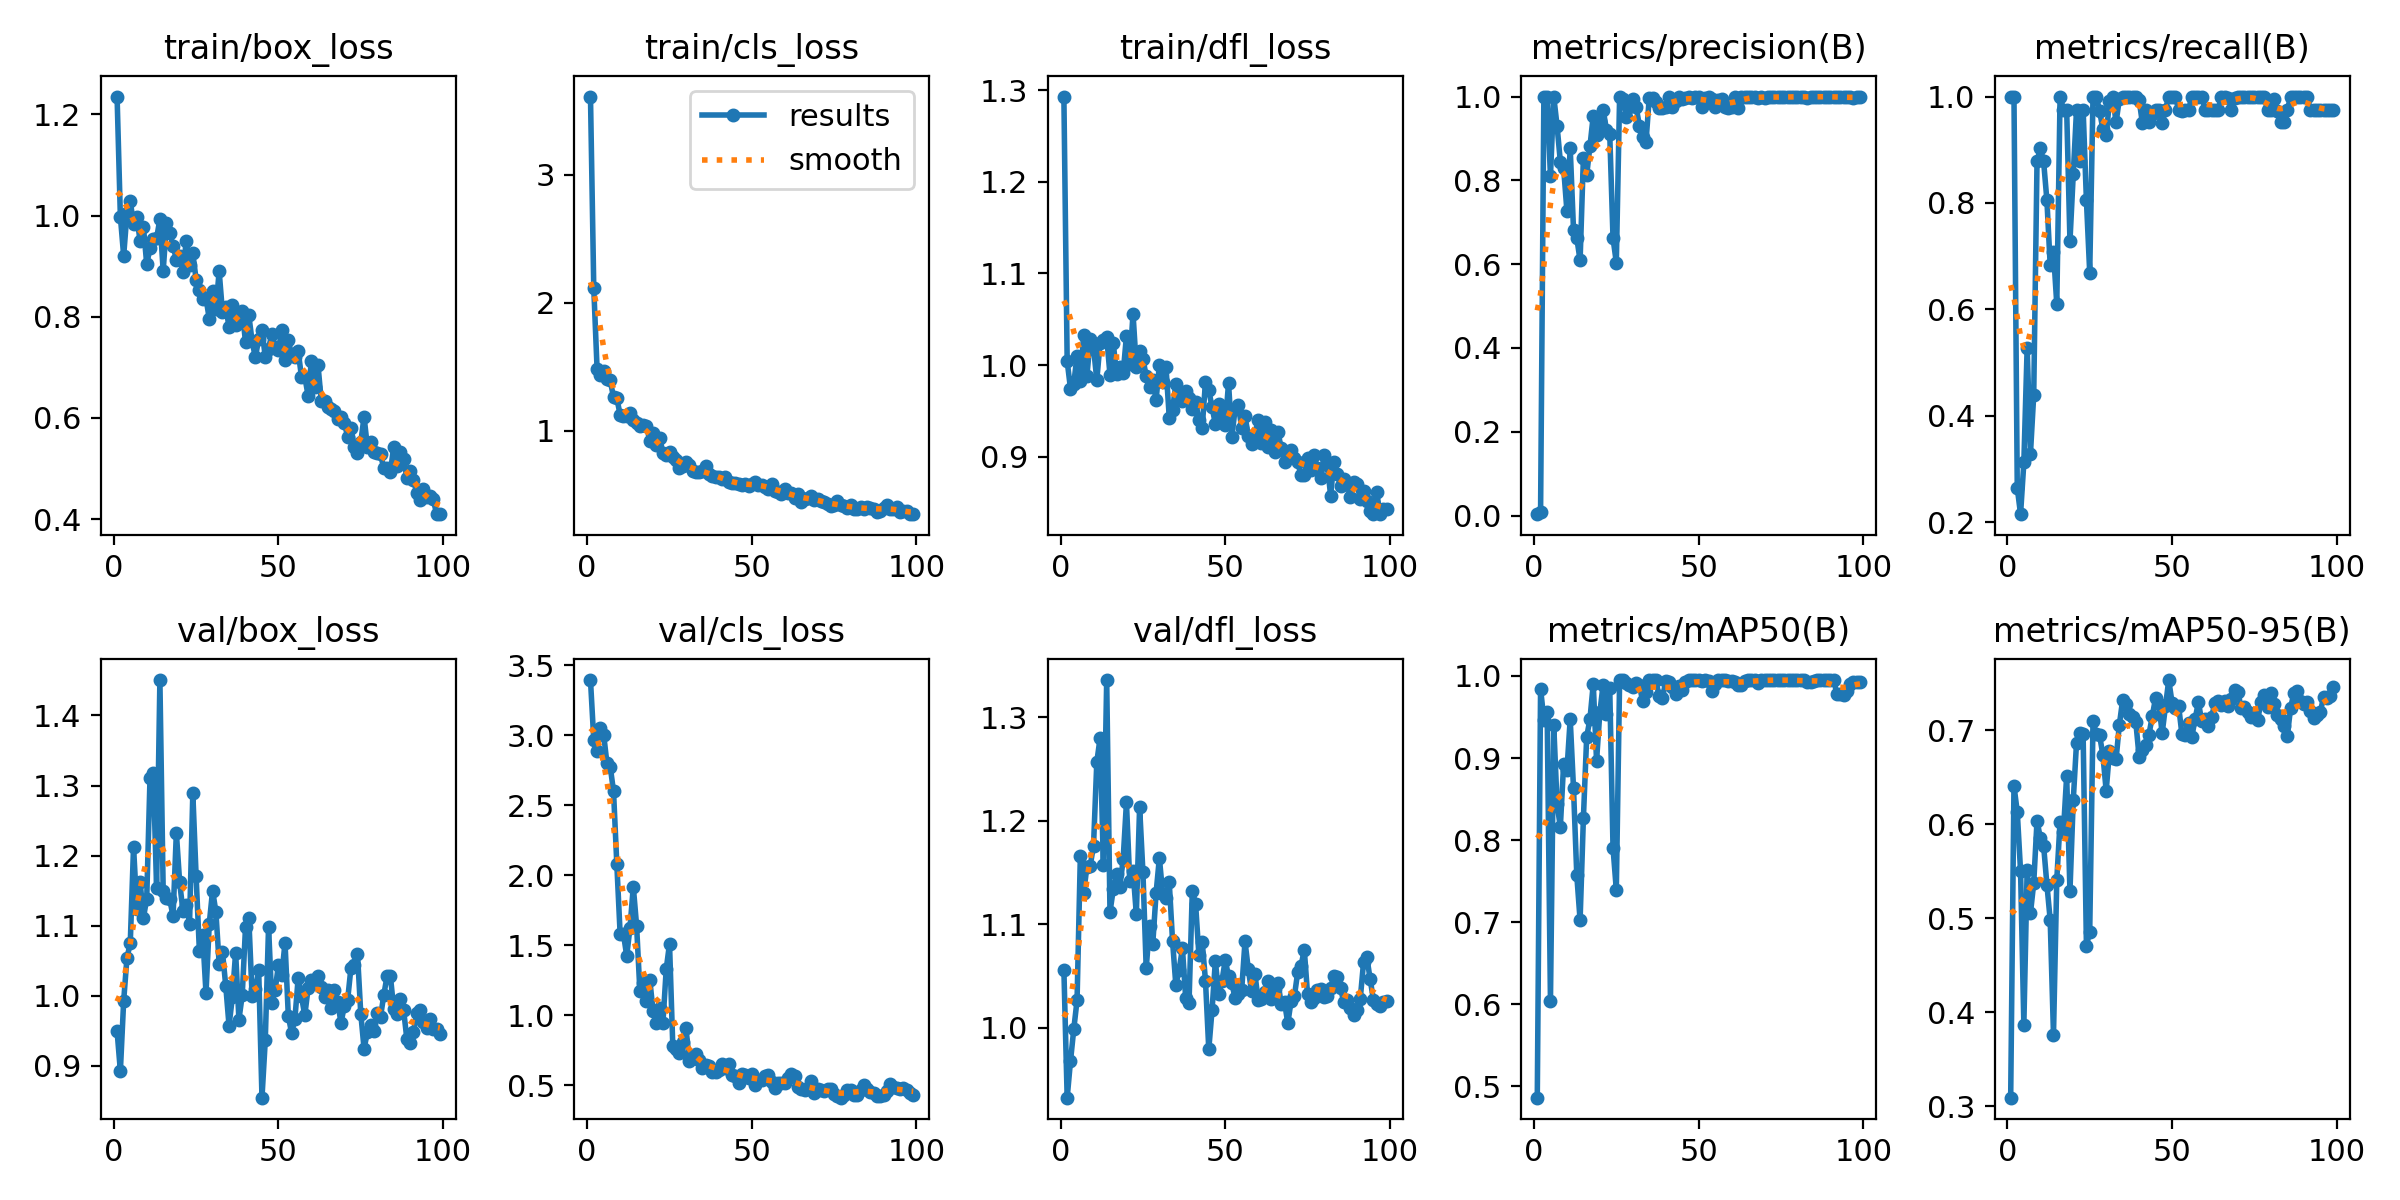 train/box_loss
1.2
1.0
0.8
0.6
0.4
0 50 100
train/cls_loss
results
smooth
3
2
1
0 50 100
train/dfl_loss
1.3
1.2
1.1
1.0
0.9
0 50 100
metrics/precision(B)
1.0
0.8
0.6
0.4
0.2
0.0
0 50 100
metrics/recall(B)
1.0
0.8
0.6
0.4
0.2
0 50 100
val/box_loss
1.4
1.3
1.2
1.1
1.0
0.9
0 50 100
val/cls_loss
3.5
3.0
2.5
2.0
1.5
1.0
0.5
0 50 100
val/dfl_loss
1.3
1.2
1.1
1.0
0 50 100
metrics/mAP50(B)
1.0
0.9
0.8
0.7
0.6
0.5
0 50 100
metrics/mAP50-95(B)
0.7
0.6
0.5
0.4
0.3
0 50 100